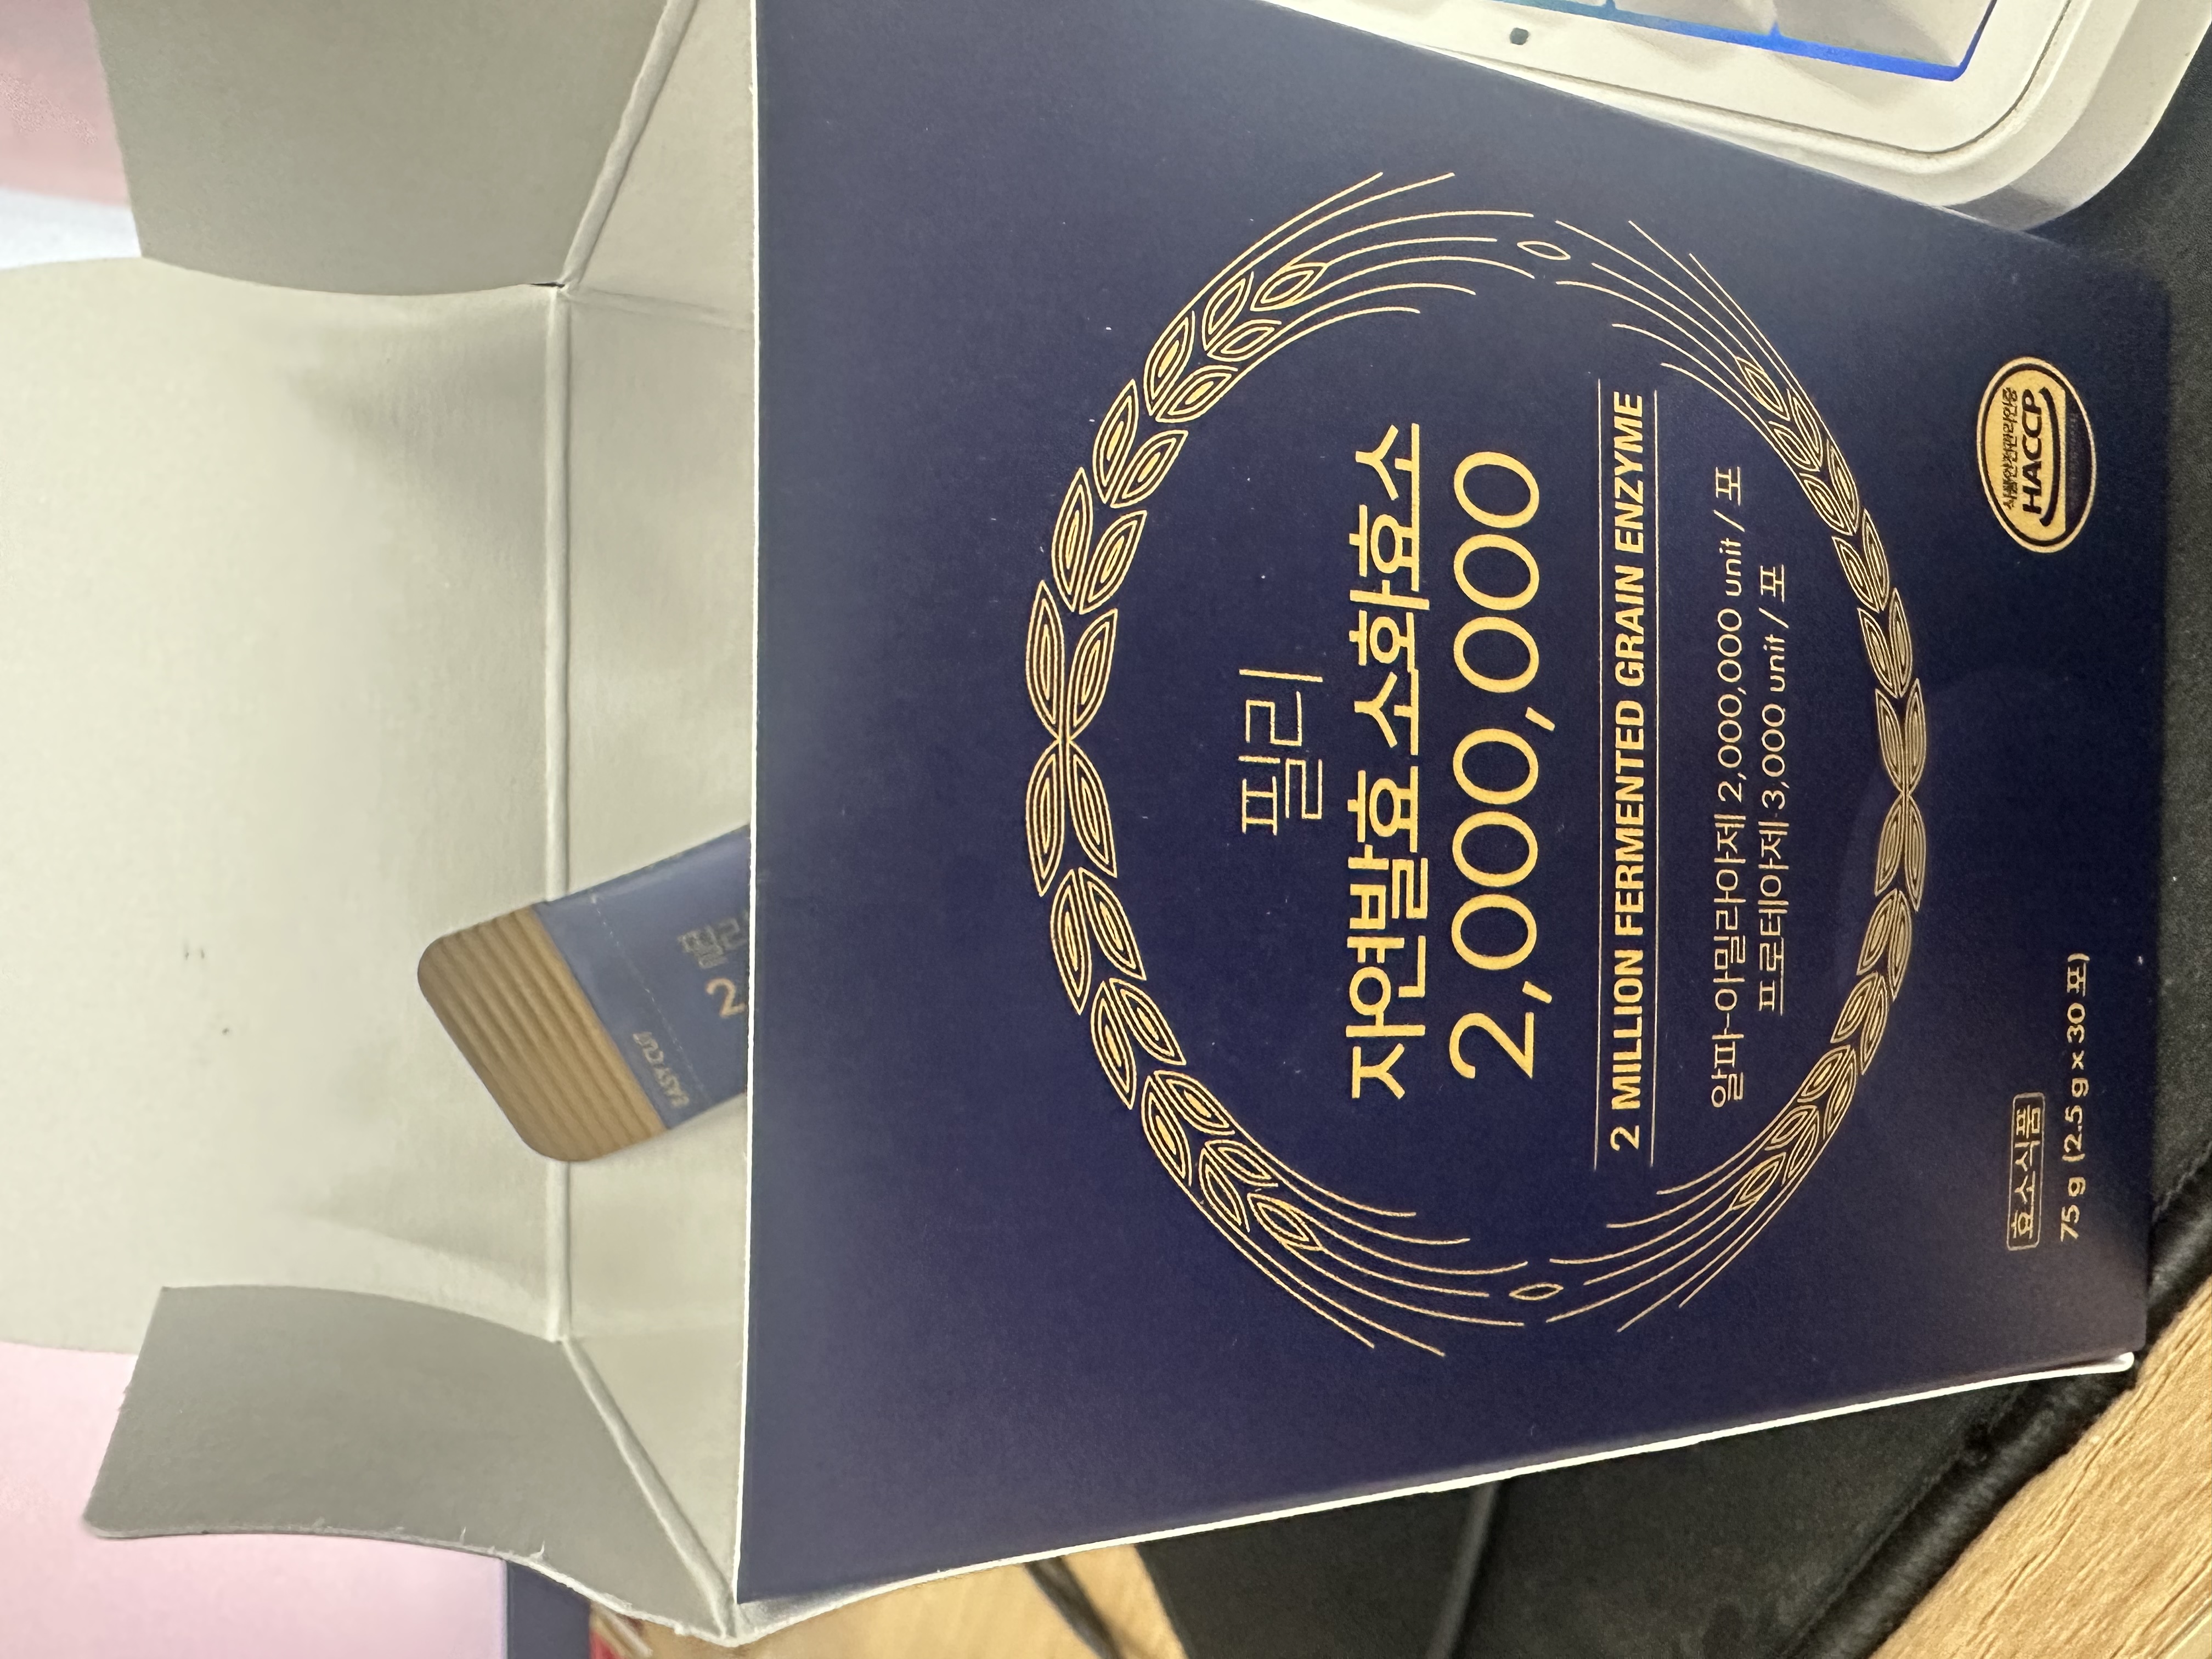 필리
자연발효 소화효소
2,000,000
2 MILLION FERMENTED GRAIN ENZYME
알파-아밀라아제 2,000,000 unit / 포
프로테아제 3,000 unit / 포
효소식품
75 g (2.5 g x 30 포)
식품안전관리인증
HACCP
EASY CUT
필리
2